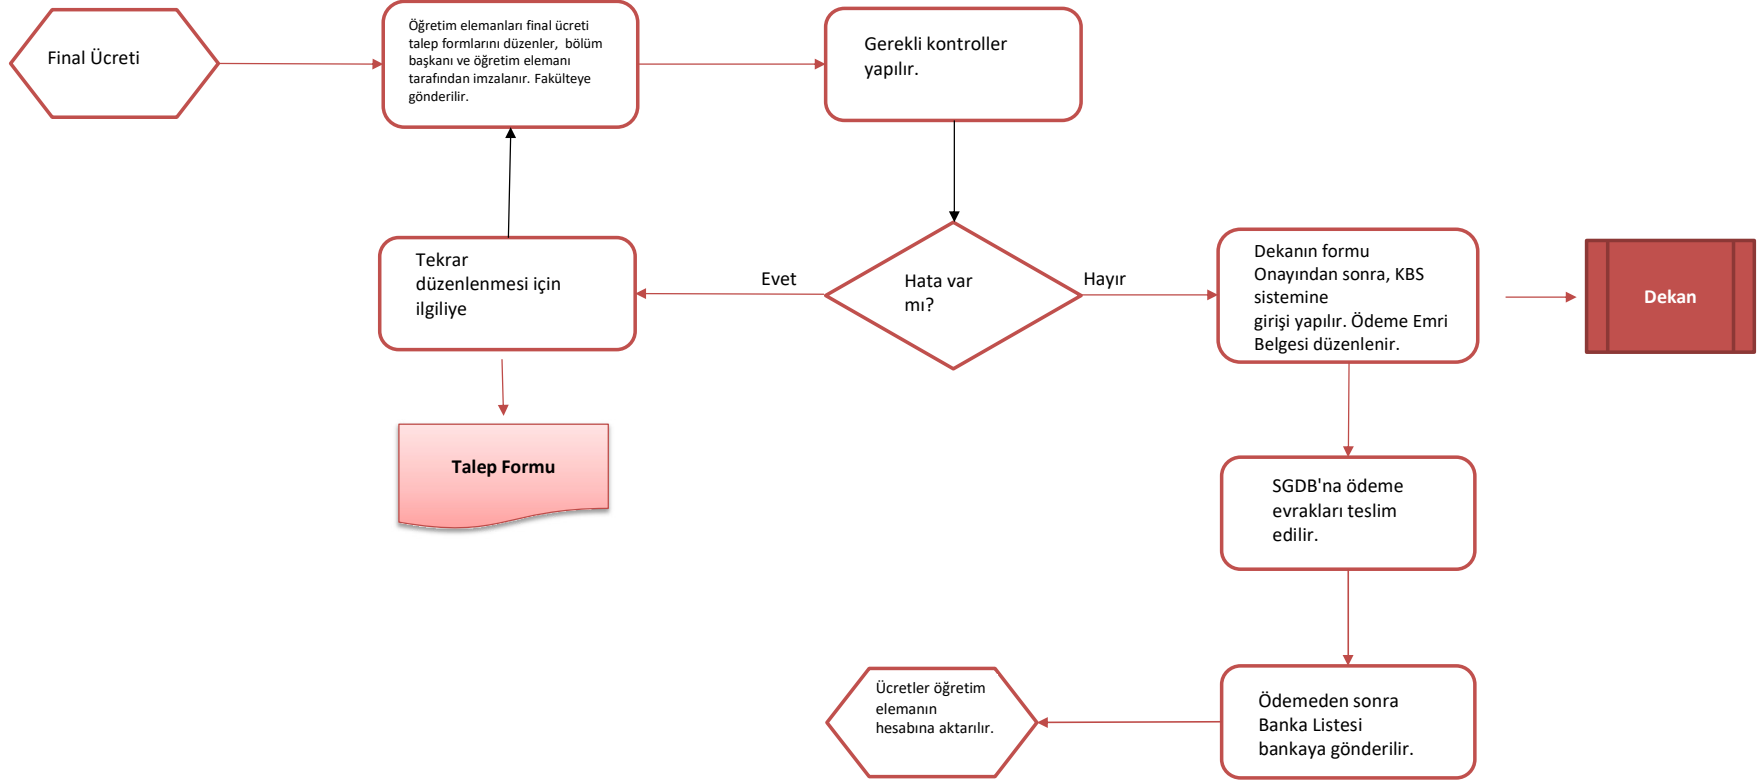 Final Ücreti
Öğretim elemanları final ücreti
talep formlarını düzenler, bölüm
başkanı ve öğretim elemanı
tarafından imzalanır. Fakülteye
gönderilir.
Gerekli kontroller
yapılır.
Tekrar
düzenlenmesi için
ilgiliye
Evet
Hata var
mı?
Hayır
Dekanın formu
Onayından sonra, KBS
sistemine
girişi yapılır. Ödeme Emri
Belgesi düzenlenir.
Dekan
Talep Formu
SGDB'na ödeme
evrakları teslim
edilir.
Ücretler öğretim
elemanın
hesabına aktarılır.
Ödemeden sonra
Banka Listesi
bankaya gönderilir.